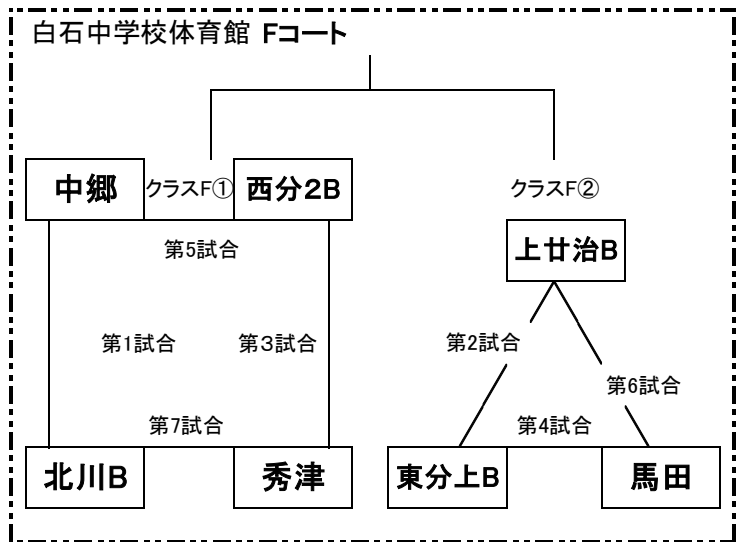 白石中学校体育館 Fコート
中郷
クラスF①
西分2B
クラスF②
第5試合
上廿治B
第1試合
第３試合
第2試合
第6試合
第7試合
第4試合
北川B
秀津
東分上B
馬田